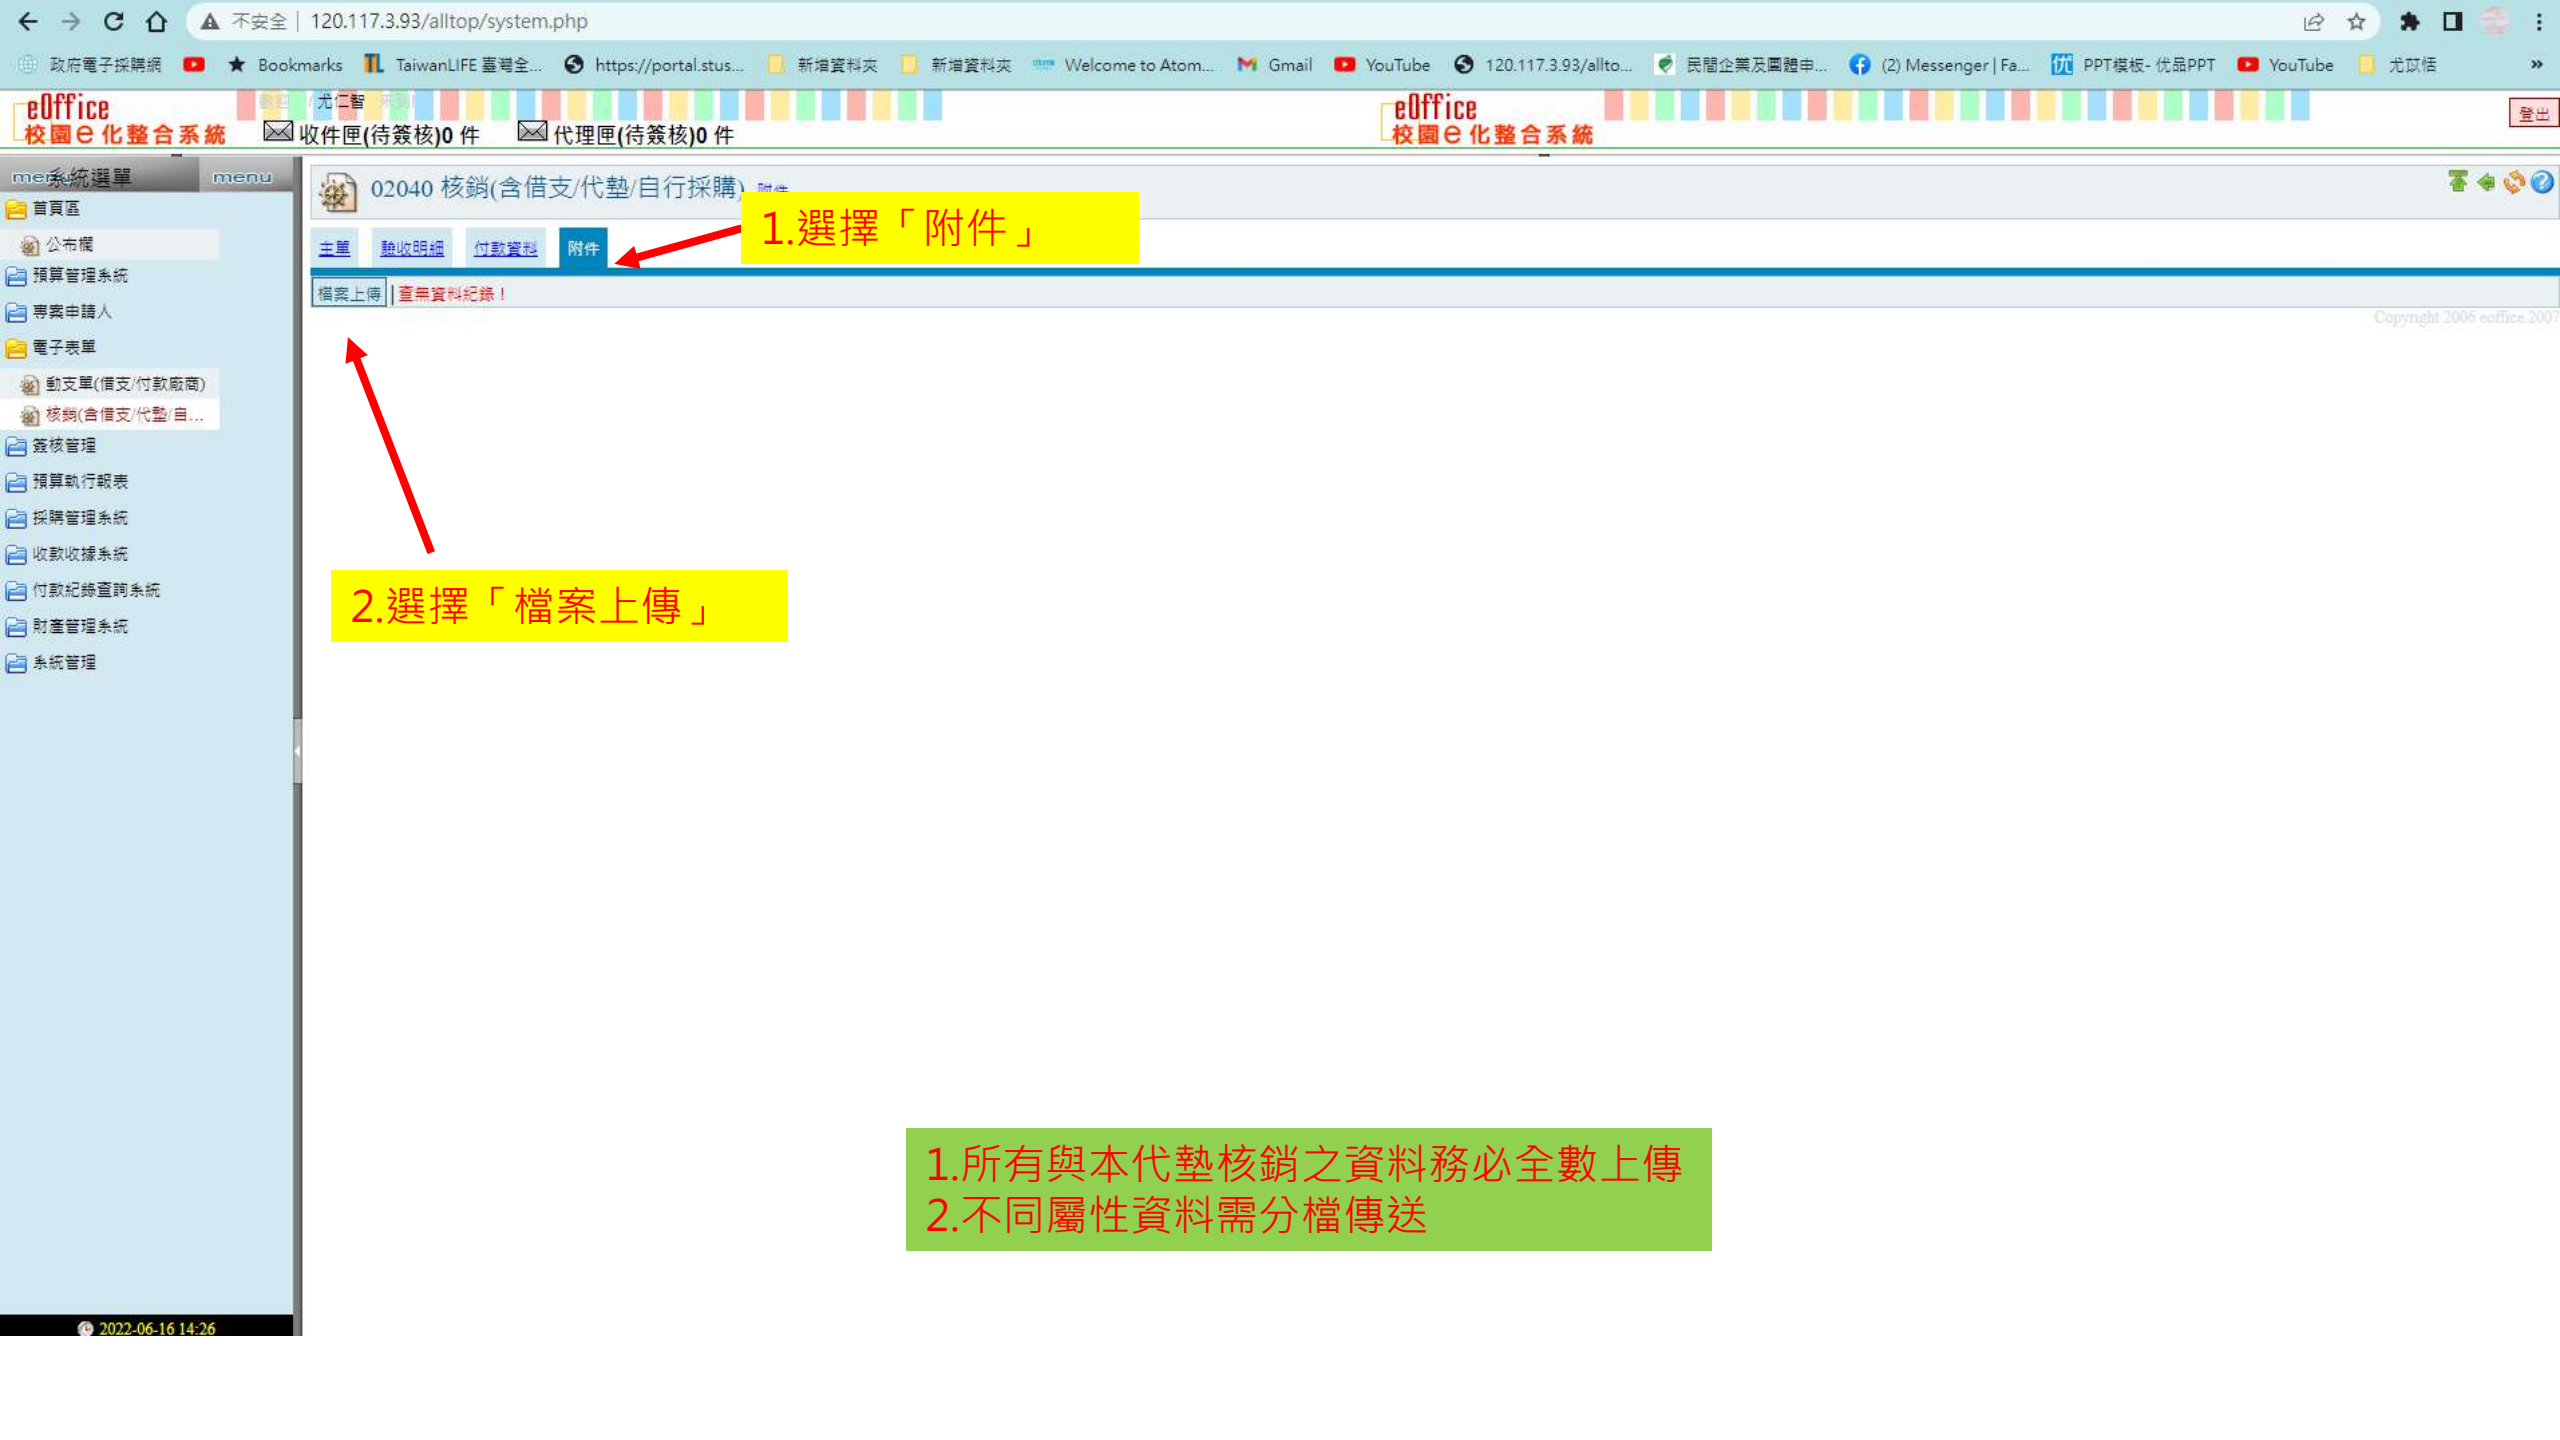 不安全 | 120.117.3.93/alltop/system.php
政府電子採購網 Bookmarks TaiwanLIFE 臺灣全... https://portal.stus... 新增資料夾 新增資料夾 Welcome to Atom... Gmail YouTube 120.117.3.93/allto... 民間企業及團體申... (2) Messenger | Fa... PPT模板- 优品PPT YouTube 尤苡恬 »
eOffice
校園e化整合系統
尤仁智
收件匣(待簽核)0 件 代理匣(待簽核)0 件
eOffice
校園e化整合系統
登出
系統選單 menu
首頁區
公布欄
預算管理系統
專案申請人
電子表單
動支單(借支/付款廠商)
核銷(含借支/代墊/自...
簽核管理
預算執行報表
採購管理系統
收款收據系統
付款紀錄查詢系統
財產管理系統
系統管理
2022-06-16 14:26
02040 核銷(含借支/代墊/自行採購)
主單 驗收明細 付款資料 附件
檔案上傳 | 查無資料紀錄！
Copyright 2006 eoffice 2007
1.選擇「附件」
2.選擇「檔案上傳」
1.所有與本代墊核銷之資料務必全數上傳
2.不同屬性資料需分檔傳送